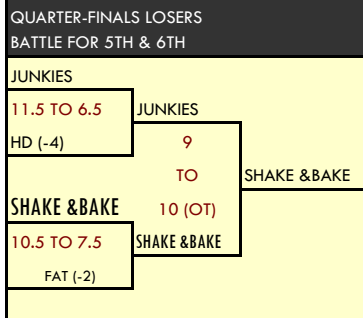 QUARTER-FINALS LOSERS
BATTLE FOR 5TH & 6TH
JUNKIES
11.5 TO 6.5
JUNKIES
HD (-4)
9
TO
SHAKE &BAKE
SHAKE &BAKE
10 (OT)
10.5 TO 7.5
SHAKE &BAKE
FAT (-2)